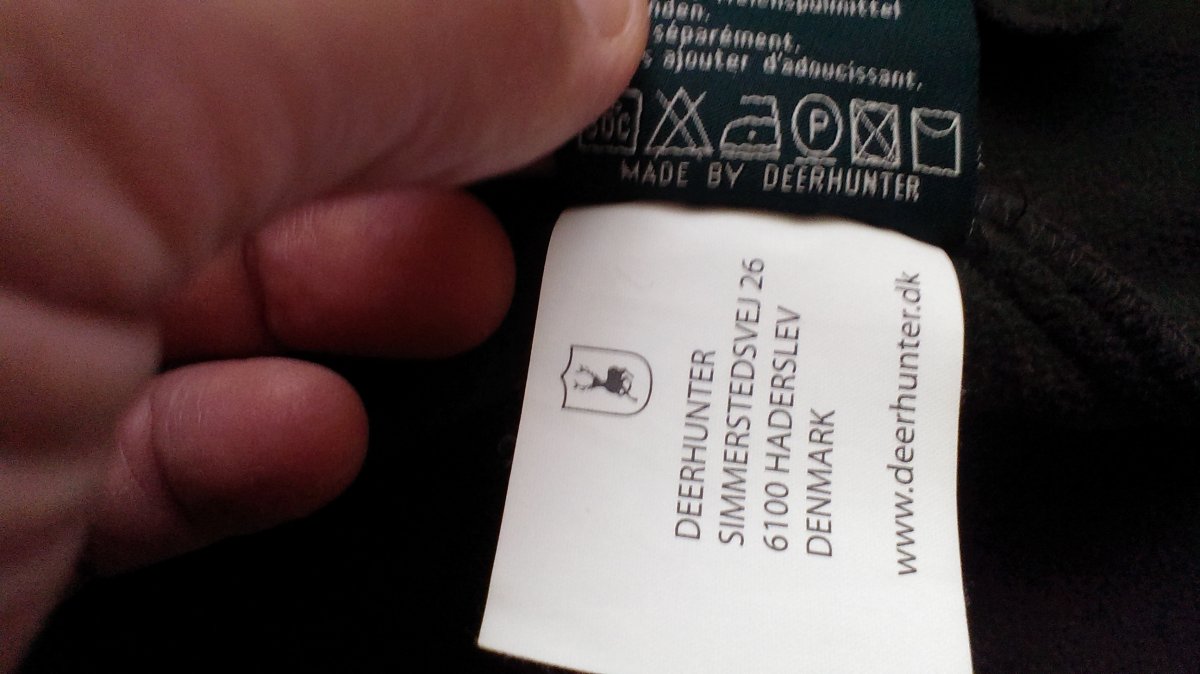 séparément.
ajouter d'adoucissant.
P
MADE BY DEERHUNTER
DEERHUNTER
SIMMERSTEDSVEJ 26
6100 HADERSLEV
DENMARK
www.deerhunter.dk